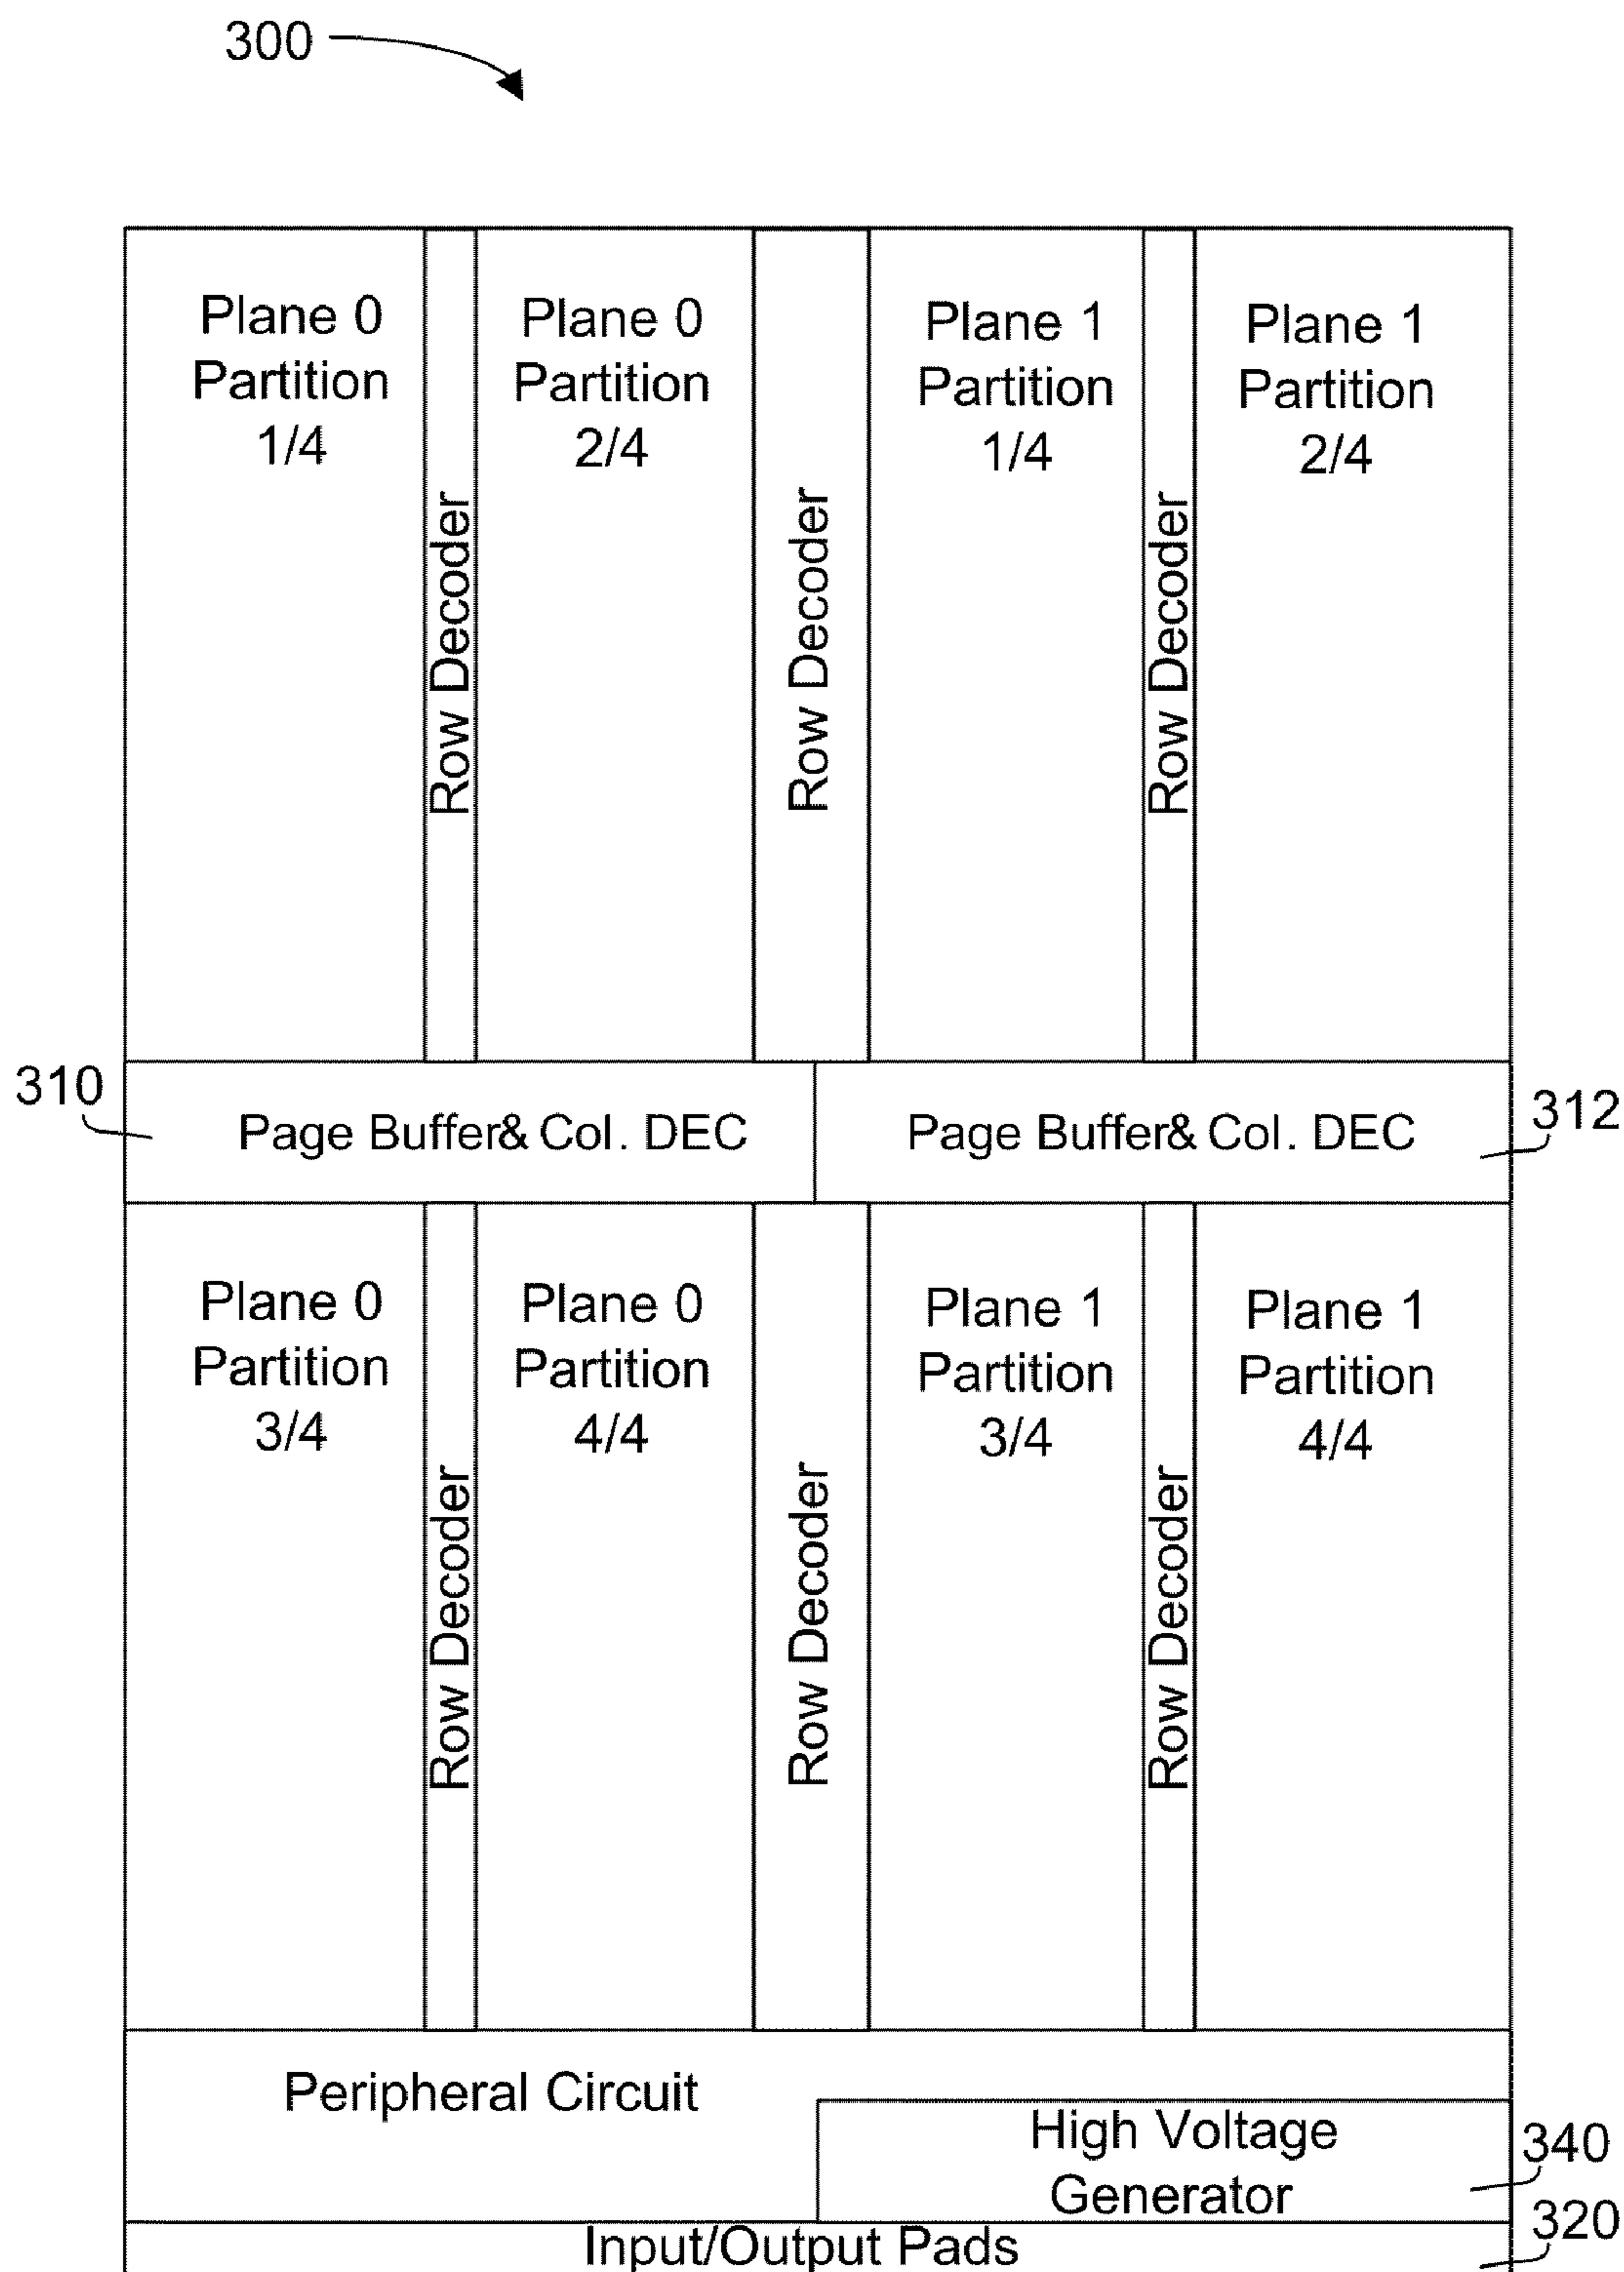 300
Plane 0
Partition
1/4
Row Decoder
Plane 0
Partition
2/4
Row Decoder
Plane 1
Partition
1/4
Row Decoder
Plane 1
Partition
2/4
310
Page Buffer& Col. DEC
Page Buffer& Col. DEC
312
Plane 0
Partition
3/4
Row Decoder
Plane 0
Partition
4/4
Row Decoder
Plane 1
Partition
3/4
Row Decoder
Plane 1
Partition
4/4
Peripheral Circuit
High Voltage
Generator
340
Input/Output Pads
320